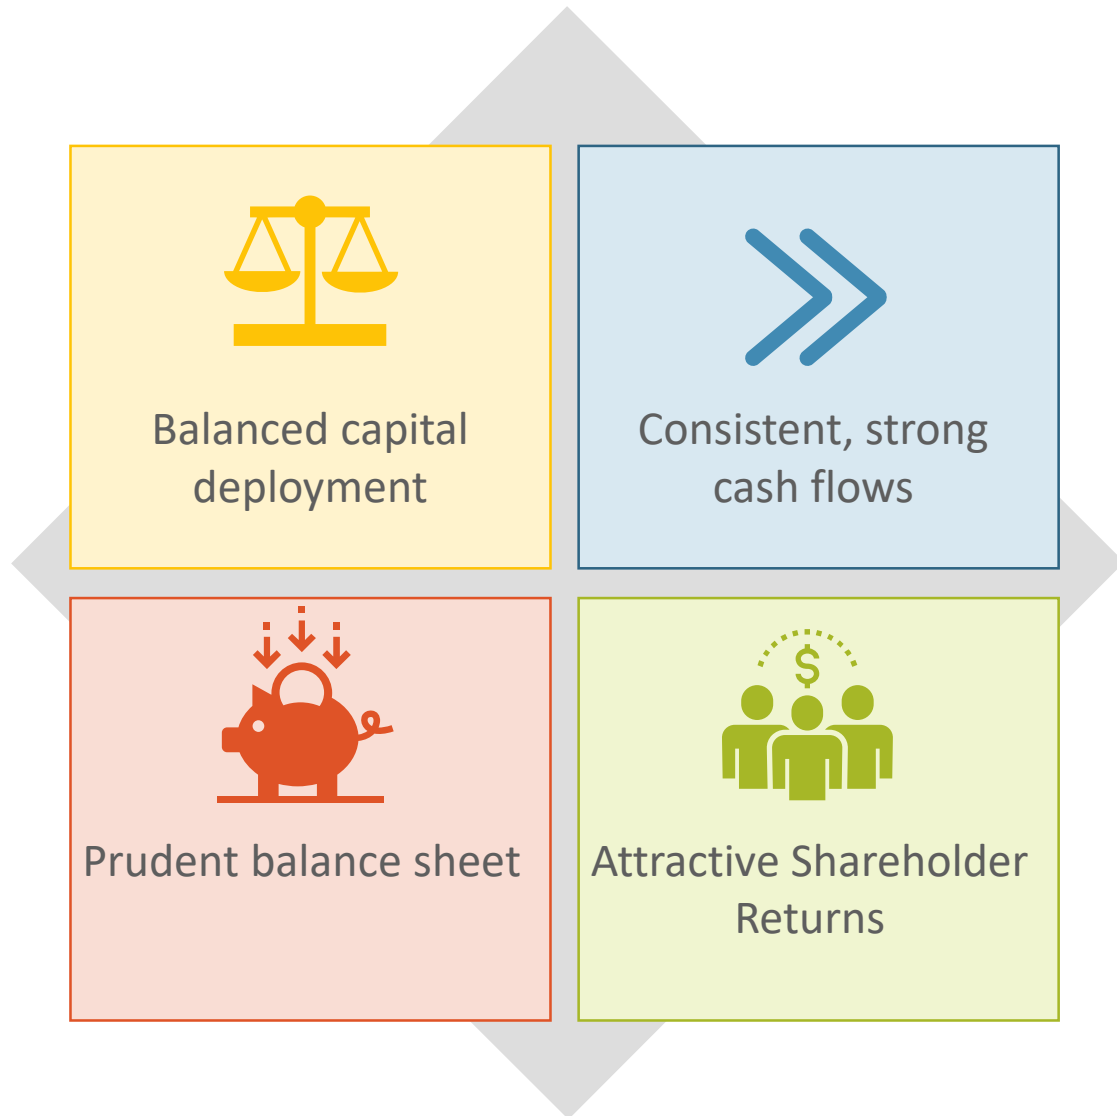 Balanced capital
deployment
Consistent, strong
cash flows
Prudent balance sheet
$
Attractive Shareholder
Returns